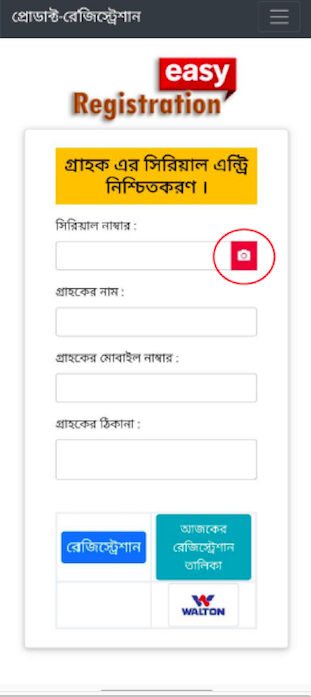 প্রোডাক্ট-রেজিস্ট্রেশান
easy
Registration
গ্রাহক এর সিরিয়াল এন্ট্রি
নিশ্চিতকরণ ।
সিরিয়াল নাম্বার :
গ্রাহকের নাম :
গ্রাহকের মোবাইল নাম্বার :
গ্রাহকের ঠিকানা :
রেজিস্ট্রেশান
আজকের
রেজিস্ট্রেশান
তালিকা
WALTON